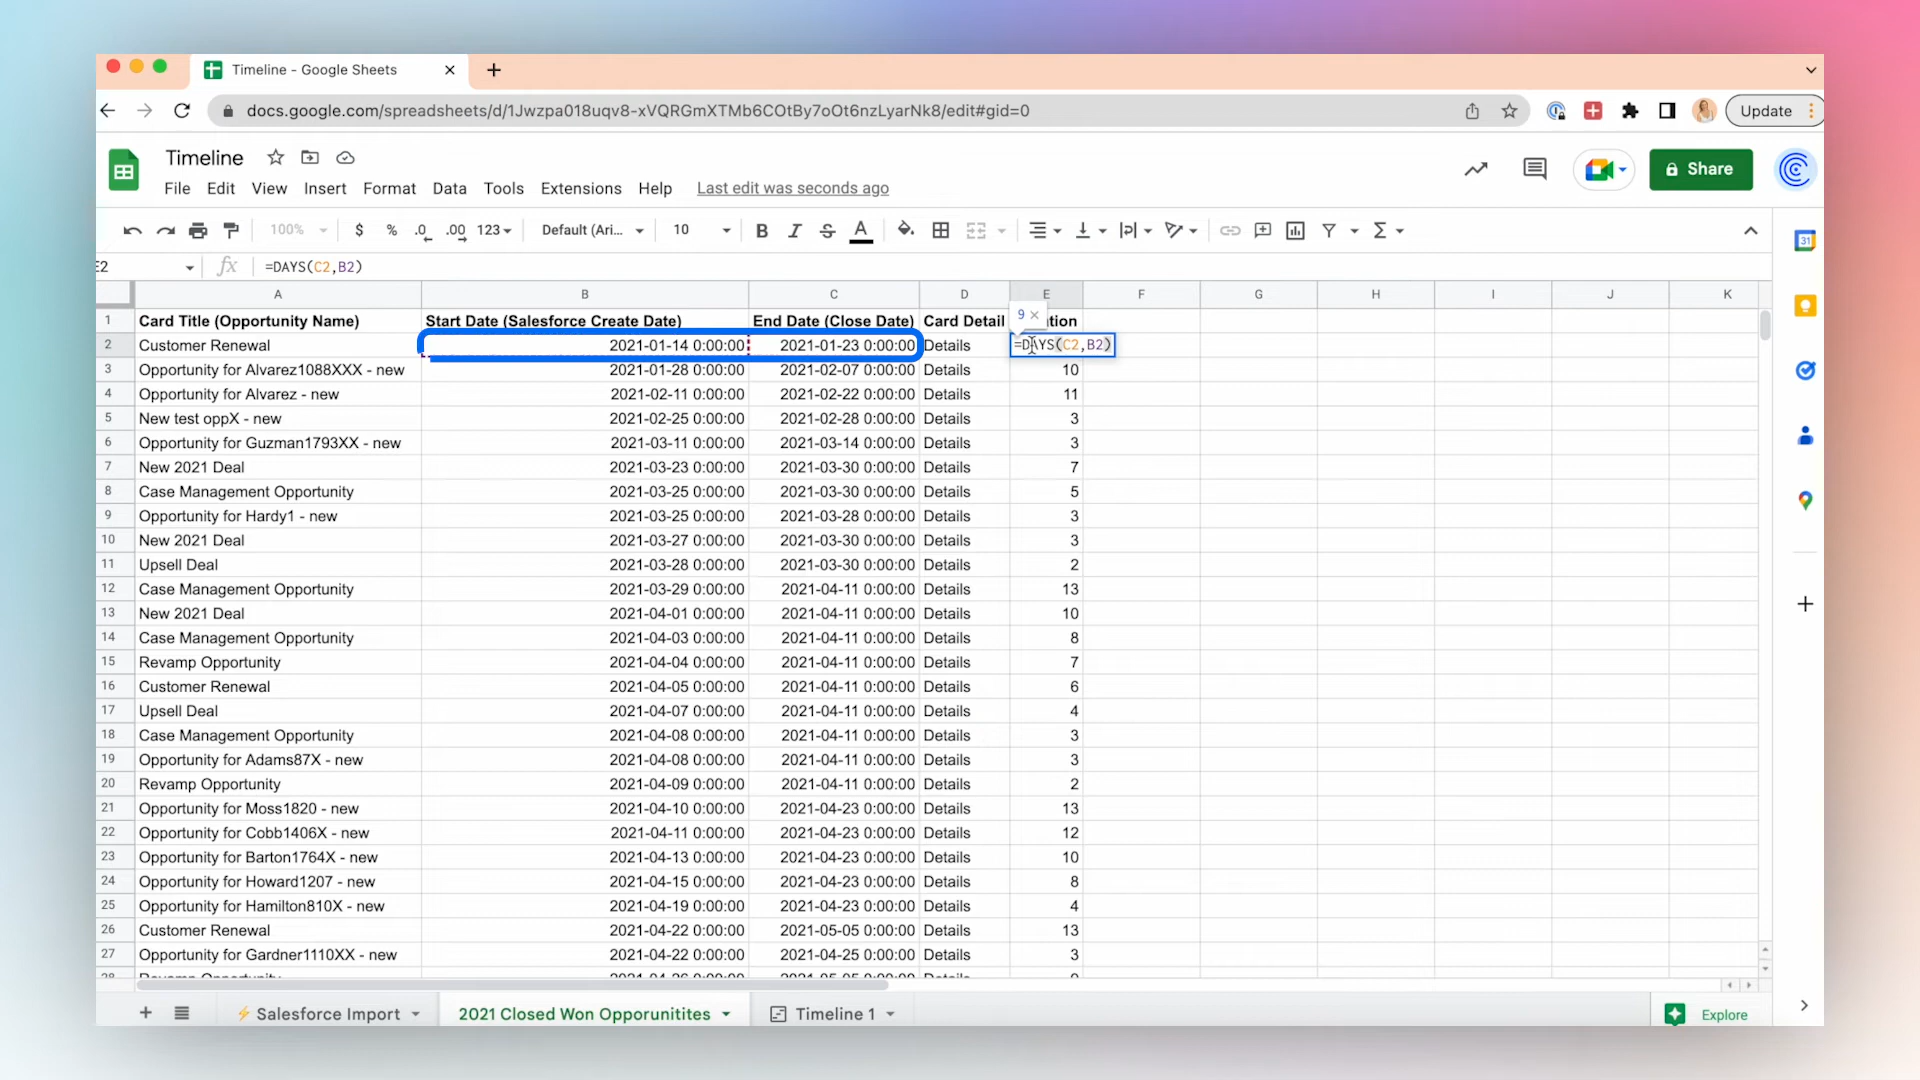 Timeline - Google Sheets
docs.google.com/spreadsheets/d/1Jwzpa018uqv8-xVQRGmXTMb6COtBy7oOt6nzLyarNk8/edit#gid=0
Update
Timeline
File Edit View Insert Format Data Tools Extensions Help Last edit was seconds ago
Share
100% $ % .0 .00 123 Default (Ari... 10 B I S A
E2 fx =DAYS(C2,B2)
A B C D E F G H I J K
9 ×
1 Card Title (Opportunity Name) Start Date (Salesforce Create Date) End Date (Close Date) Card Detail
2 Customer Renewal 2021-01-14 0:00:00 2021-01-23 0:00:00 Details =DAYS(C2,B2)
3 Opportunity for Alvarez1088XXX - new 2021-01-28 0:00:00 2021-02-07 0:00:00 Details 10
4 Opportunity for Alvarez - new 2021-02-11 0:00:00 2021-02-22 0:00:00 Details 11
5 New test oppX - new 2021-02-25 0:00:00 2021-02-28 0:00:00 Details 3
6 Opportunity for Guzman1793XX - new 2021-03-11 0:00:00 2021-03-14 0:00:00 Details 3
7 New 2021 Deal 2021-03-23 0:00:00 2021-03-30 0:00:00 Details 7
8 Case Management Opportunity 2021-03-25 0:00:00 2021-03-30 0:00:00 Details 5
9 Opportunity for Hardy1 - new 2021-03-25 0:00:00 2021-03-28 0:00:00 Details 3
10 New 2021 Deal 2021-03-27 0:00:00 2021-03-30 0:00:00 Details 3
11 Upsell Deal 2021-03-28 0:00:00 2021-03-30 0:00:00 Details 2
12 Case Management Opportunity 2021-03-29 0:00:00 2021-04-11 0:00:00 Details 13
13 New 2021 Deal 2021-04-01 0:00:00 2021-04-11 0:00:00 Details 10
14 Case Management Opportunity 2021-04-03 0:00:00 2021-04-11 0:00:00 Details 8
15 Revamp Opportunity 2021-04-04 0:00:00 2021-04-11 0:00:00 Details 7
16 Customer Renewal 2021-04-05 0:00:00 2021-04-11 0:00:00 Details 6
17 Upsell Deal 2021-04-07 0:00:00 2021-04-11 0:00:00 Details 4
18 Case Management Opportunity 2021-04-08 0:00:00 2021-04-11 0:00:00 Details 3
19 Opportunity for Adams87X - new 2021-04-08 0:00:00 2021-04-11 0:00:00 Details 3
20 Revamp Opportunity 2021-04-09 0:00:00 2021-04-11 0:00:00 Details 2
21 Opportunity for Moss1820 - new 2021-04-10 0:00:00 2021-04-23 0:00:00 Details 13
22 Opportunity for Cobb1406X - new 2021-04-11 0:00:00 2021-04-23 0:00:00 Details 12
23 Opportunity for Barton1764X - new 2021-04-13 0:00:00 2021-04-23 0:00:00 Details 10
24 Opportunity for Howard1207 - new 2021-04-15 0:00:00 2021-04-23 0:00:00 Details 8
25 Opportunity for Hamilton810X - new 2021-04-19 0:00:00 2021-04-23 0:00:00 Details 4
26 Customer Renewal 2021-04-22 0:00:00 2021-05-05 0:00:00 Details 13
27 Opportunity for Gardner1110XX - new 2021-04-22 0:00:00 2021-04-25 0:00:00 Details 3
Salesforce Import 2021 Closed Won Opporunitites Timeline 1 Explore